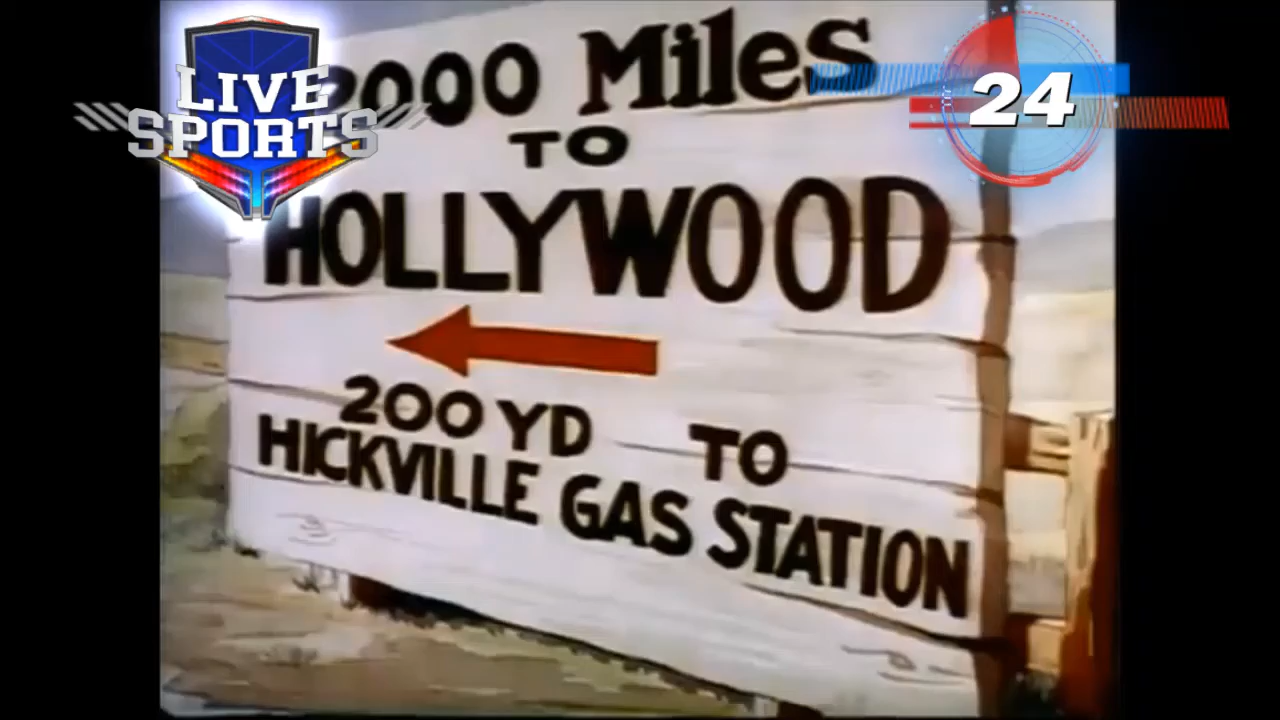 LIVE
SPORTS
24
2000 Miles
TO
HOLLYWOOD
200 YD TO
HICKVILLE GAS STATION